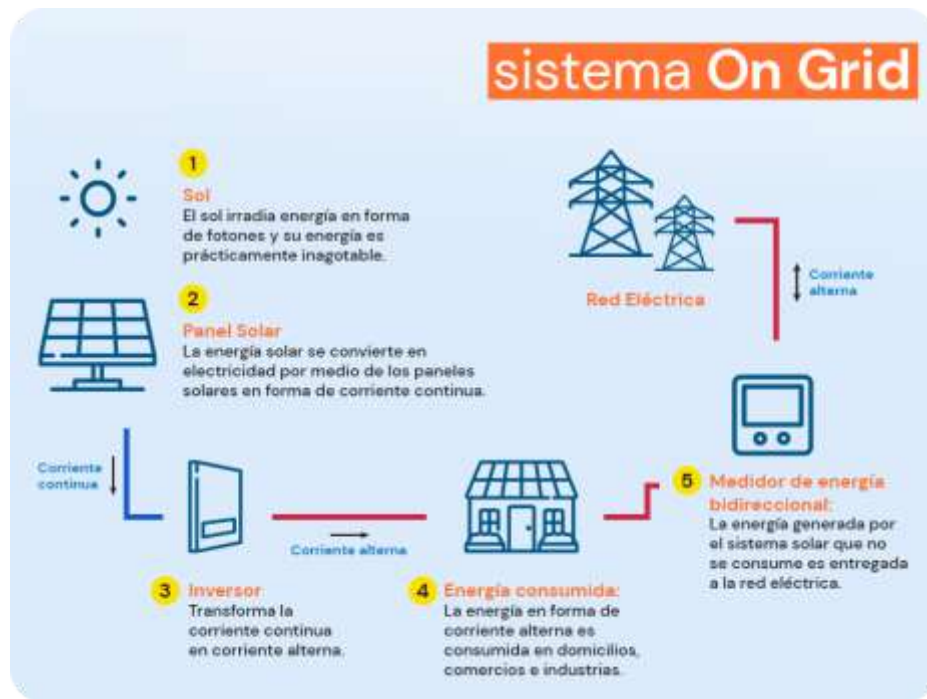 sistema On Grid
1
Sol
El sol irradia energía en forma
de fotones y su energía es
prácticamente inagotable.
2
Panel Solar
La energía solar se convierte en
electricidad por medio de los paneles
solares en forma de corriente continua.
Red Eléctrica
Corriente
alterna
Corriente
continua
Corriente alterna
3 Inversor
Transforma la
corriente continua
en corriente alterna.
4 Energía consumida:
La energía en forma de
corriente alterna es
consumida en domicilios,
comercios e industrias.
5 Medidor de energía
bidireccional:
La energía generada por
el sistema solar que no
se consume es entregada
a la red eléctrica.